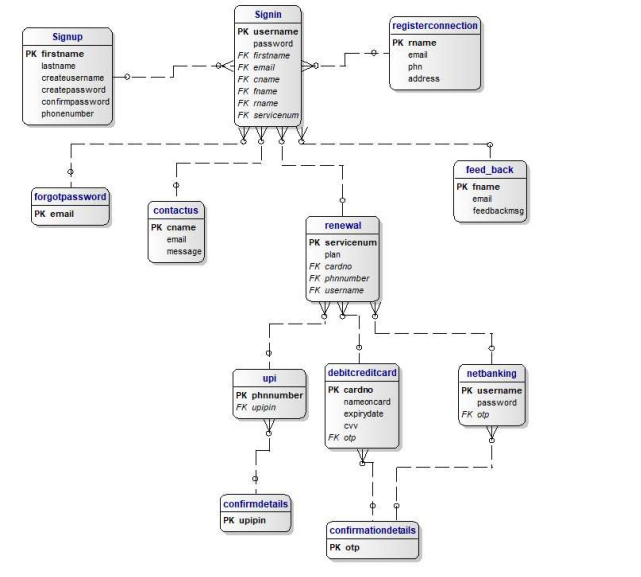 Signup
PK firstname
lastname
createusername
createpassword
confirmpassword
phonenumber
Signin
PK username
password
FK firstname
FK email
FK cname
FK fname
FK rname
FK servicenum
registerconnection
PK rname
email
phn
address
forgotpassword
PK email
contactus
PK cname
email
message
renewal
PK servicenum
plan
FK cardno
FK phnnumber
FK username
feed_back
PK fname
email
feedbackmsg
upi
PK phnnumber
FK upipin
debitcreditcard
PK cardno
nameoncard
expirydate
cvv
FK otp
netbanking
PK username
password
FK otp
confirmdetails
PK upipin
confirmationdetails
PK otp